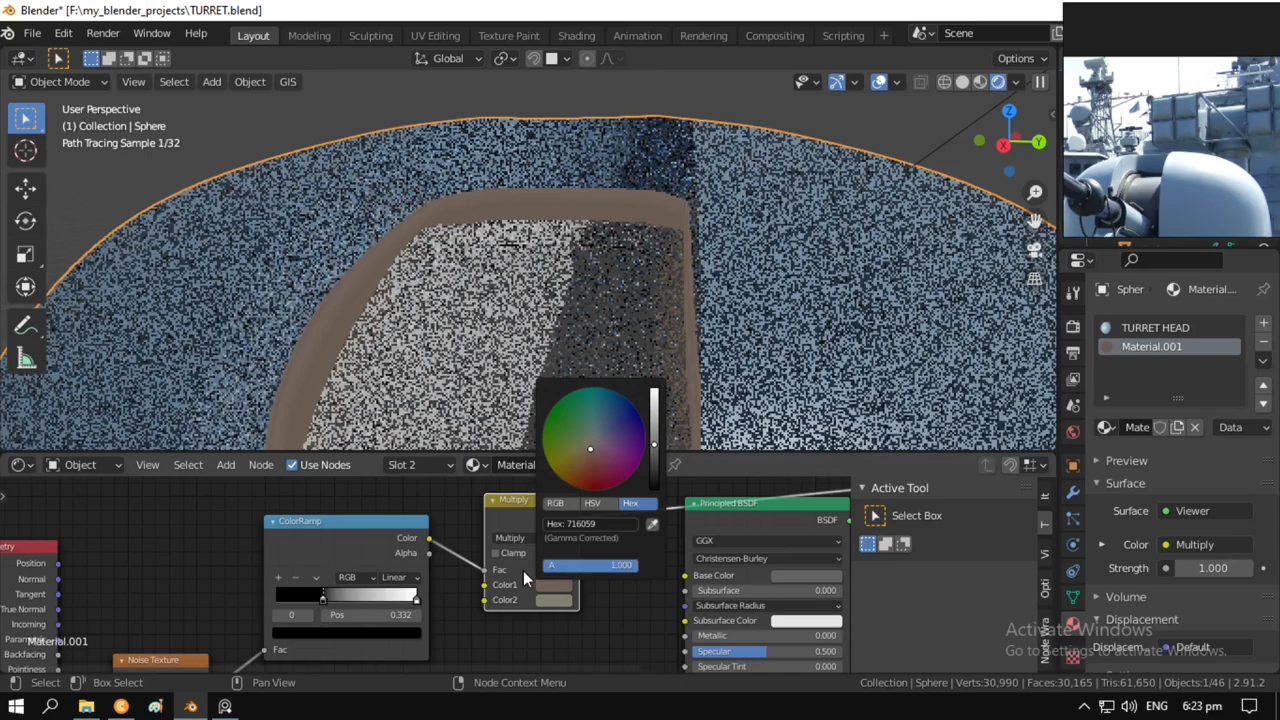 Blender* [F:\my_blender_projects\TURRET.blend]
File Edit Render Window Help
Layout Modeling Sculpting UV Editing Texture Paint Shading Animation Rendering Compositing Scripting +
Scene
Global
Options
Object Mode View Select Add Object GIS
User Perspective
(1) Collection | Sphere
Path Tracing Sample 1/32
Z
X
Y
Spher
Material....
TURRET HEAD
Material.001
Mate
Data
Preview
Surface
Surface Viewer
Color Multiply
Strength 1.000
Volume
Displacement
Displacem.. Default
Object View Select Add Node Use Nodes Slot 2 Material
RGB HSV Hex
Hex: 716059
(Gamma Corrected)
A 1.000
etry
Position
Normal
Tangent
True Normal
Incoming
Parame
Backfacing
Pointiness
Material.001
Noise Texture
ColorRamp
Color
Alpha
RGB Linear
0 Pos 0.332
Fac
Multiply
Multiply
Clamp
Fac
Color1
Color2
Principled BSDF
BSDF
GGX
Christensen-Burley
Base Color
Subsurface 0.000
Subsurface Radius
Subsurface Color
Metallic 0.000
Specular 0.500
Specular Tint 0.000
Active Tool
Select Box
It
T
Vi
Opti
Node Wra
Activate Windows
Go to Settings to activate Windows.
Select Box Select Pan View Node Context Menu
Collection | Sphere | Verts:30,990 | Faces:30,165 | Tris:61,650 | Objects:1/46 | 2.91.2
ENG 6:23 pm